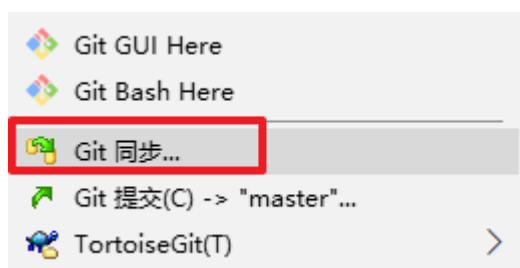 Git GUI Here
Git Bash Here
Git 同步...
Git 提交(C) -> "master"...
TortoiseGit(T)